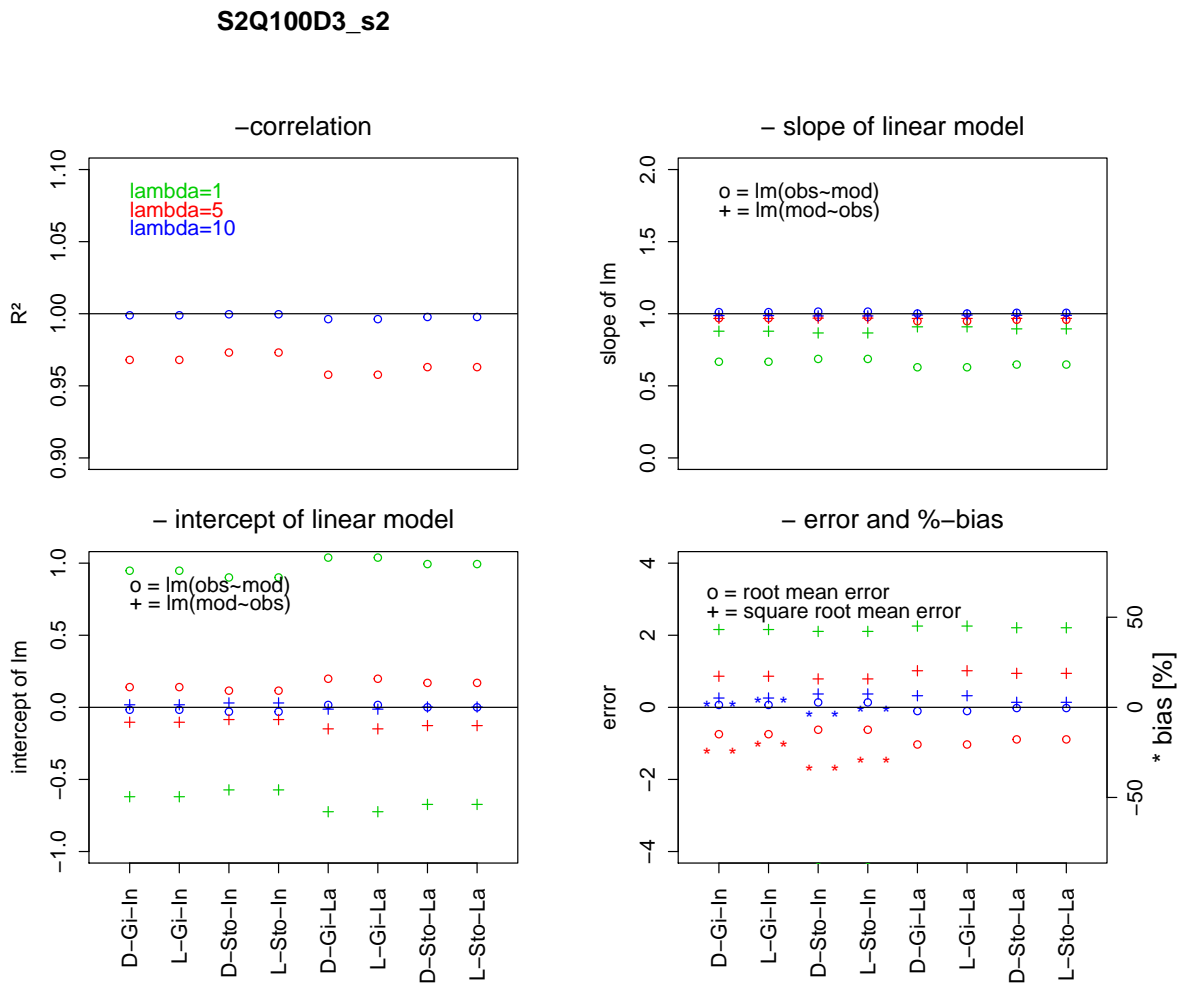 S2Q100D3_s2
−correlation
1.10
1.05
1.00
0.95
0.90
R²
lambda=1
lambda=5
lambda=10
− slope of linear model
2.0
1.5
1.0
0.5
0.0
slope of lm
o = lm(obs~mod)
+ = lm(mod~obs)
− intercept of linear model
1.0
0.5
0.0
−0.5
−1.0
intercept of lm
o = lm(obs~mod)
+ = lm(mod~obs)
D−Gi−In
L−Gi−In
D−Sto−In
L−Sto−In
D−Gi−La
L−Gi−La
D−Sto−La
L−Sto−La
− error and %−bias
4
2
0
−2
−4
error
o = root mean error
+ = square root mean error
50
0
−50
* bias [%]
D−Gi−In
L−Gi−In
D−Sto−In
L−Sto−In
D−Gi−La
L−Gi−La
D−Sto−La
L−Sto−La